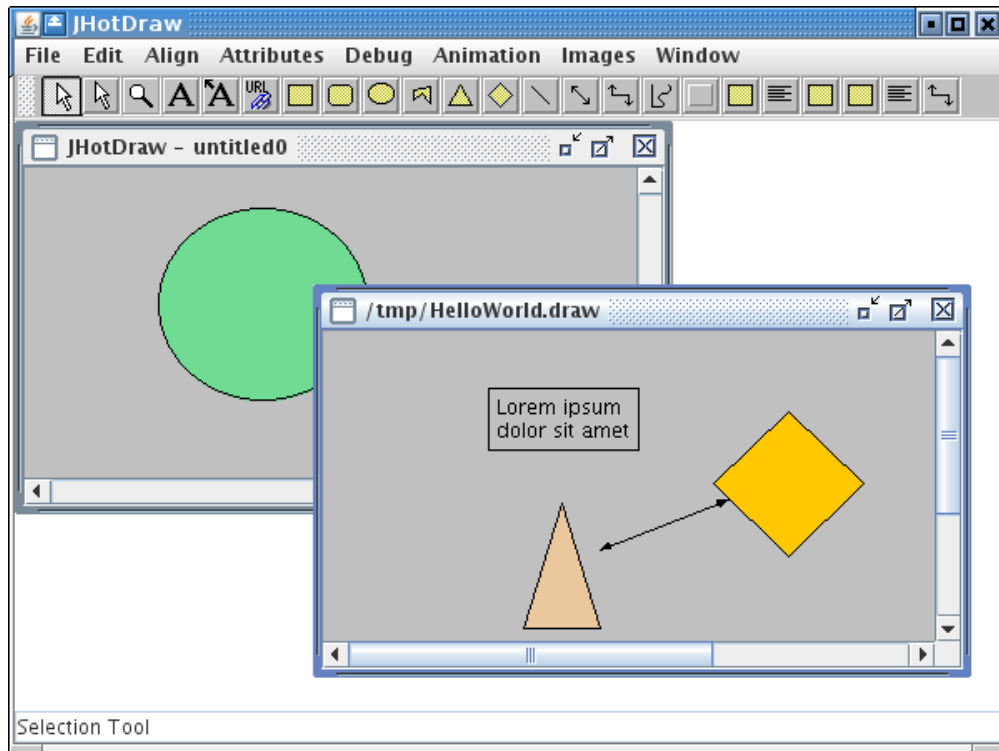 JHotDraw
File Edit Align Attributes Debug Animation Images Window
A A URL
JHotDraw - untitled0
/tmp/HelloWorld.draw
Lorem ipsum
dolor sit amet
Selection Tool